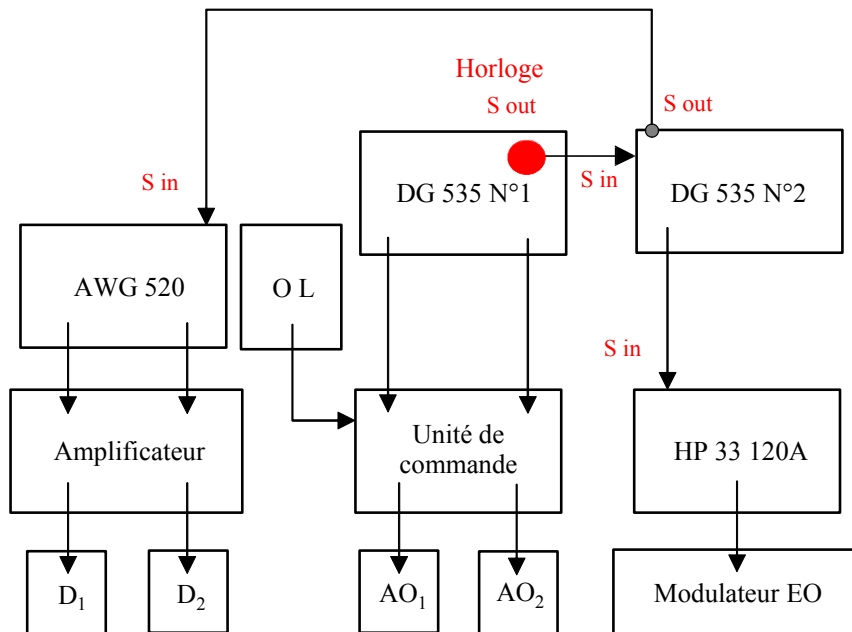 Horloge
S out
S out
S in
S in
DG 535 N°1
DG 535 N°2
AWG 520
O L
S in
Amplificateur
Unité de
commande
HP 33 120A
D₁
D₂
AO₁
AO₂
Modulateur EO